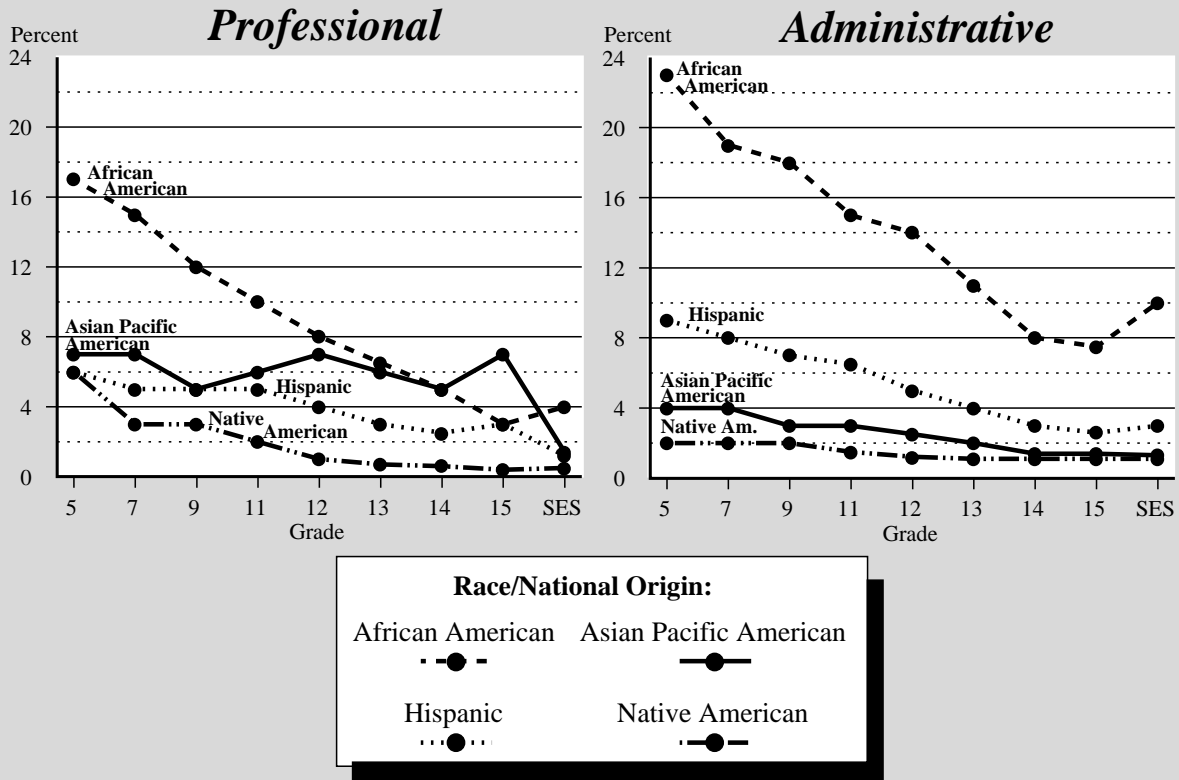 Professional
Percent
24
20
16
12
8
4
0
African
American
Asian Pacific
American
Hispanic
Native
American
5 7 9 11 12 13 14 15 SES
Grade
Administrative
Percent
24
20
16
12
8
4
0
African
American
Hispanic
Asian Pacific
American
Native Am.
5 7 9 11 12 13 14 15 SES
Grade
Race/National Origin:
African American Asian Pacific American
Hispanic Native American